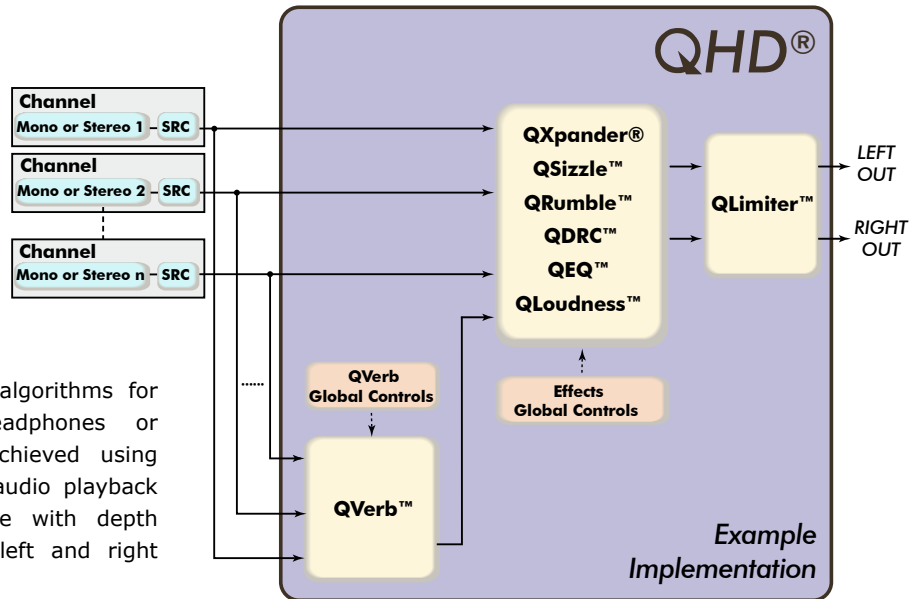 QHD®
Channel
Mono or Stereo 1 SRC
Channel
Mono or Stereo 2 SRC
Channel
Mono or Stereo n SRC
QXpander®
QSizzle™
QRumble™
QDRC™
QEQ™
QLoudness™
QLimiter™
LEFT
OUT
RIGHT
OUT
......
QVerb
Global Controls
Effects
Global Controls
QVerb™
Example
Implementation
algorithms for
eadphones or
chieved using
audio playback
e with depth
left and right